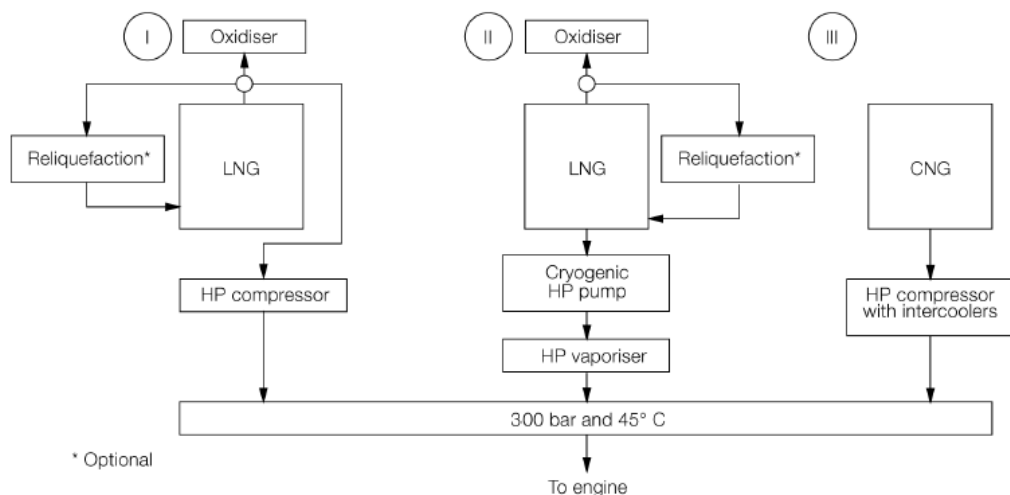 I
Oxidiser
II
Oxidiser
III
Reliquefaction*
LNG
LNG
Reliquefaction*
CNG
HP compressor
Cryogenic
HP pump
HP compressor
with intercoolers
HP vaporiser
300 bar and 45° C
* Optional
To engine